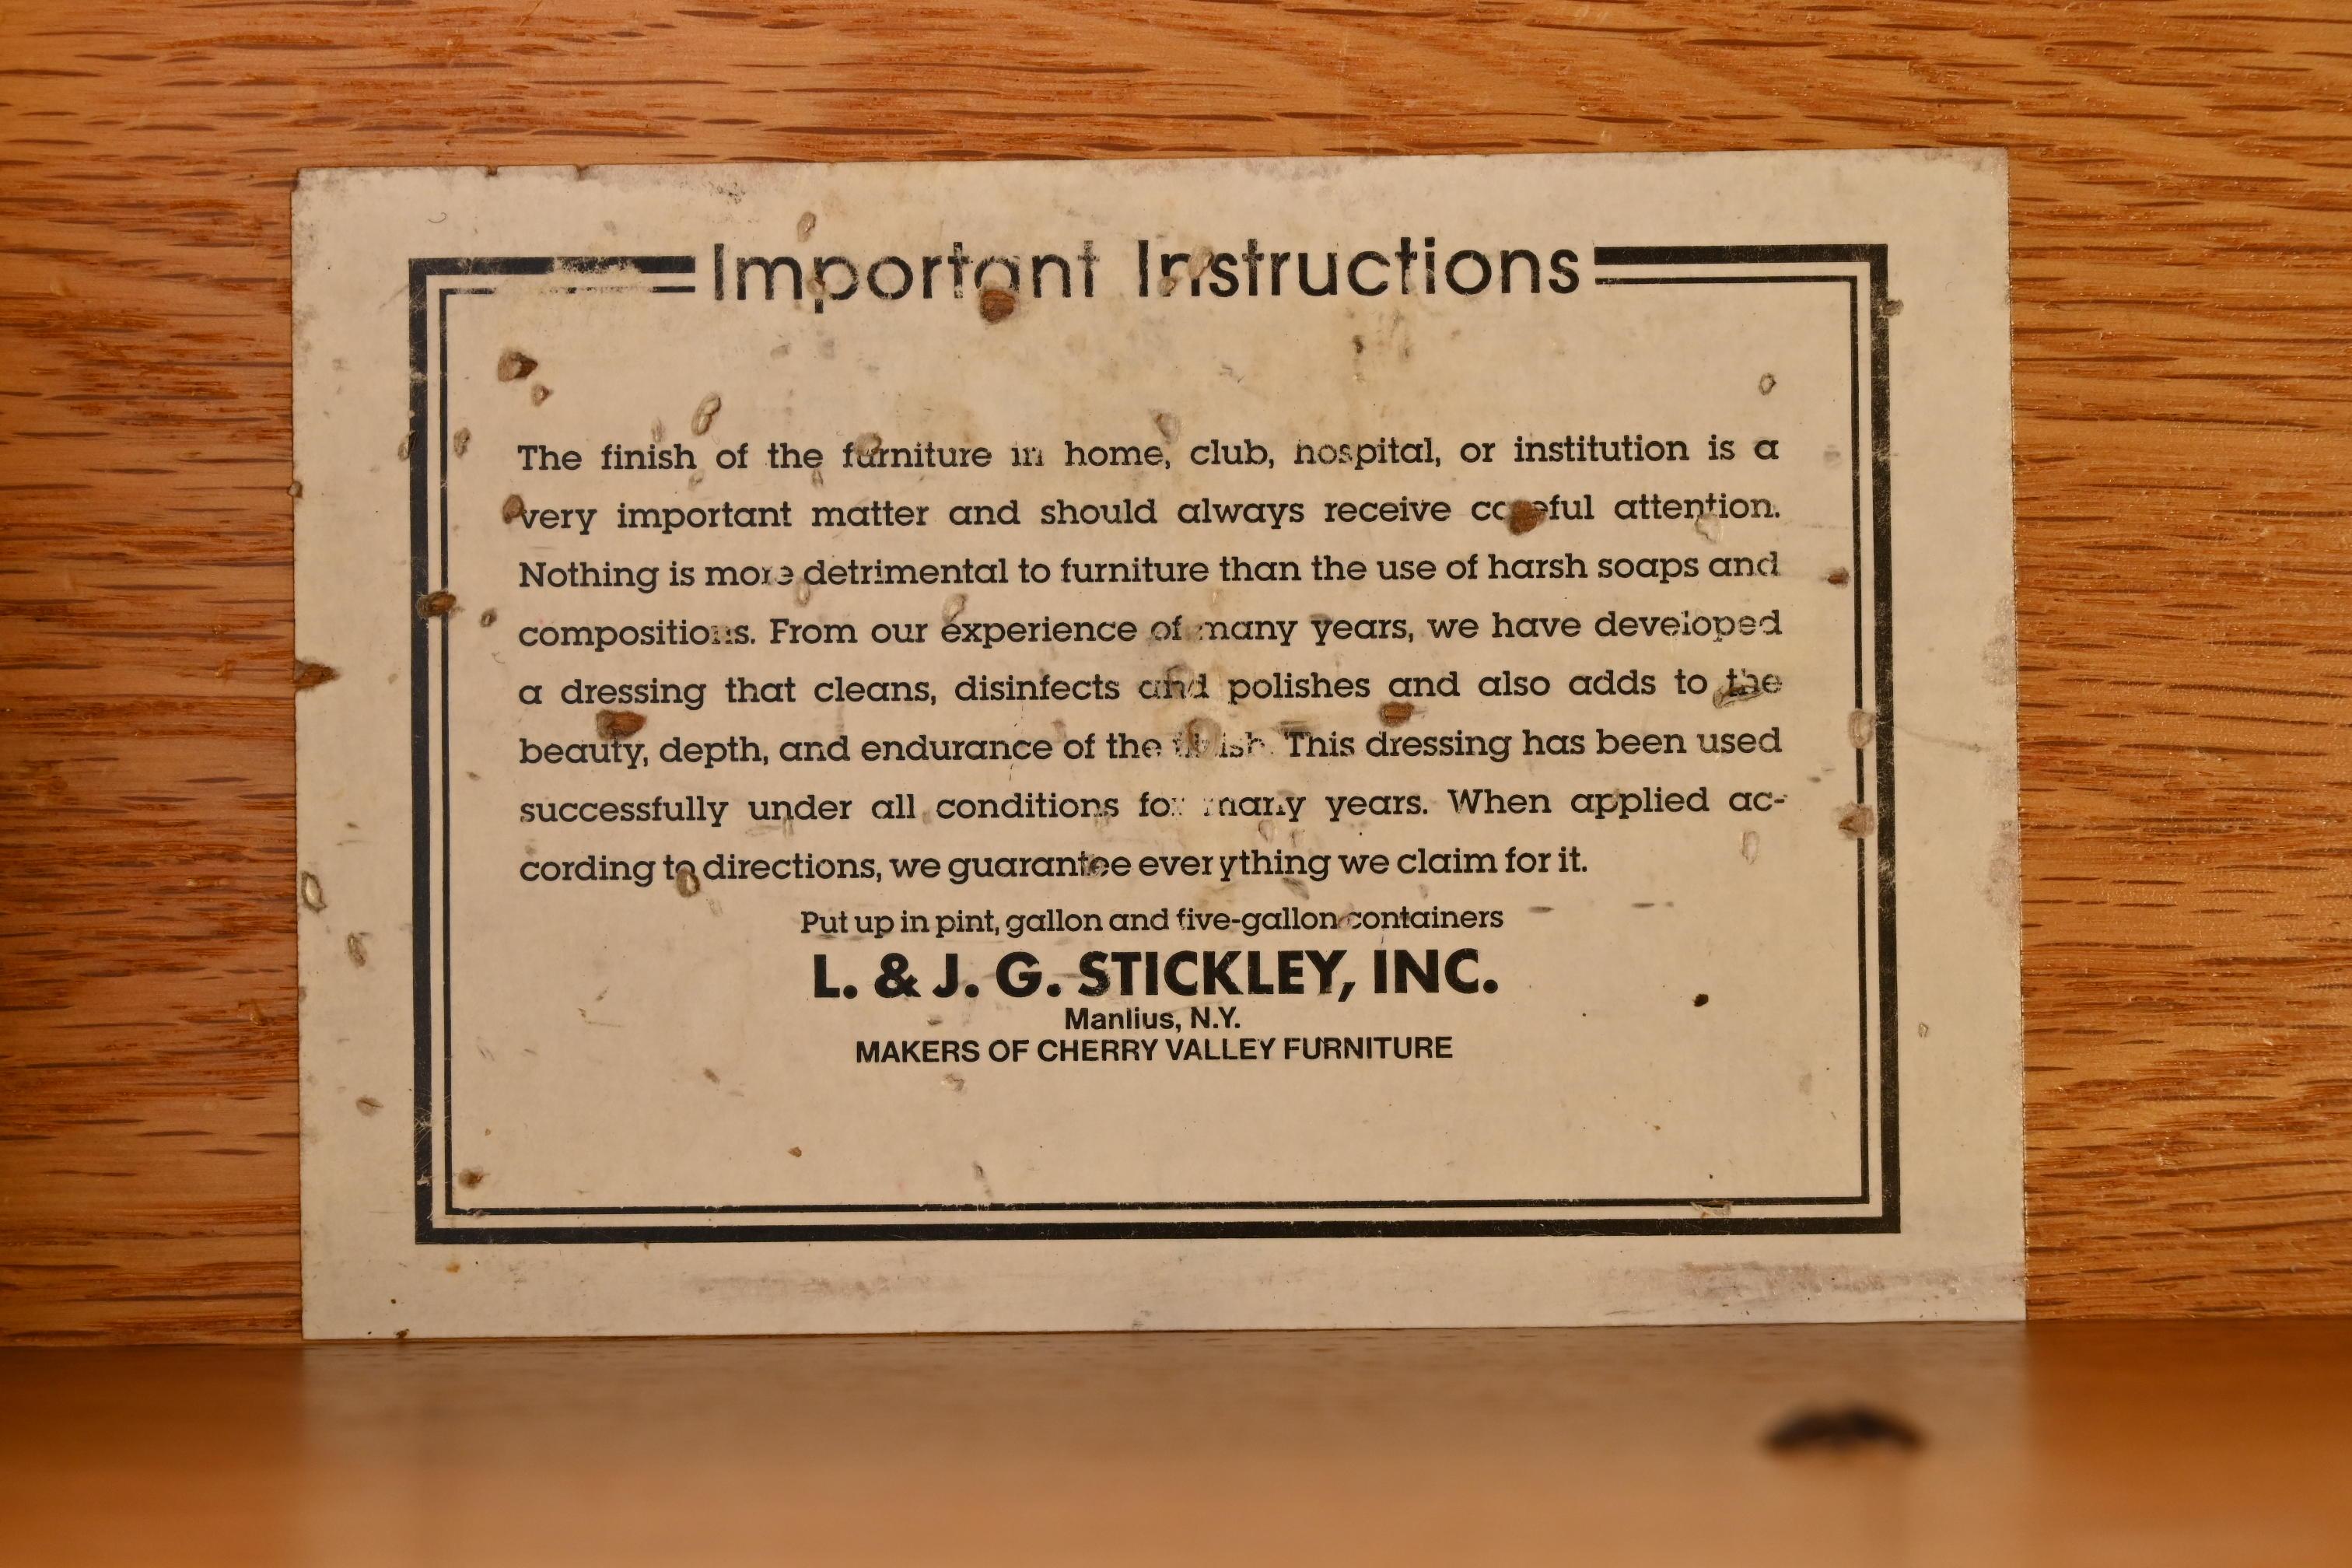 Important Instructions
The finish of the furniture in home, club, hospital, or institution is a
very important matter and should always receive careful attention.
Nothing is more detrimental to furniture than the use of harsh soaps and
compositions. From our experience of many years, we have developed
a dressing that cleans, disinfects and polishes and also adds to the
beauty, depth, and endurance of the finish. This dressing has been used
successfully under all conditions for many years. When applied ac-
cording to directions, we guarantee everything we claim for it.
Put up in pint, gallon and five-gallon containers
L. & J. G. STICKLEY, INC.
Manlius, N.Y.
MAKERS OF CHERRY VALLEY FURNITURE